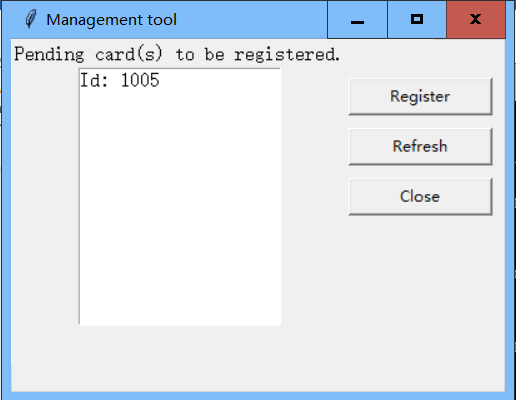 Management tool
Pending card(s) to be registered.
Id: 1005
Register
Refresh
Close